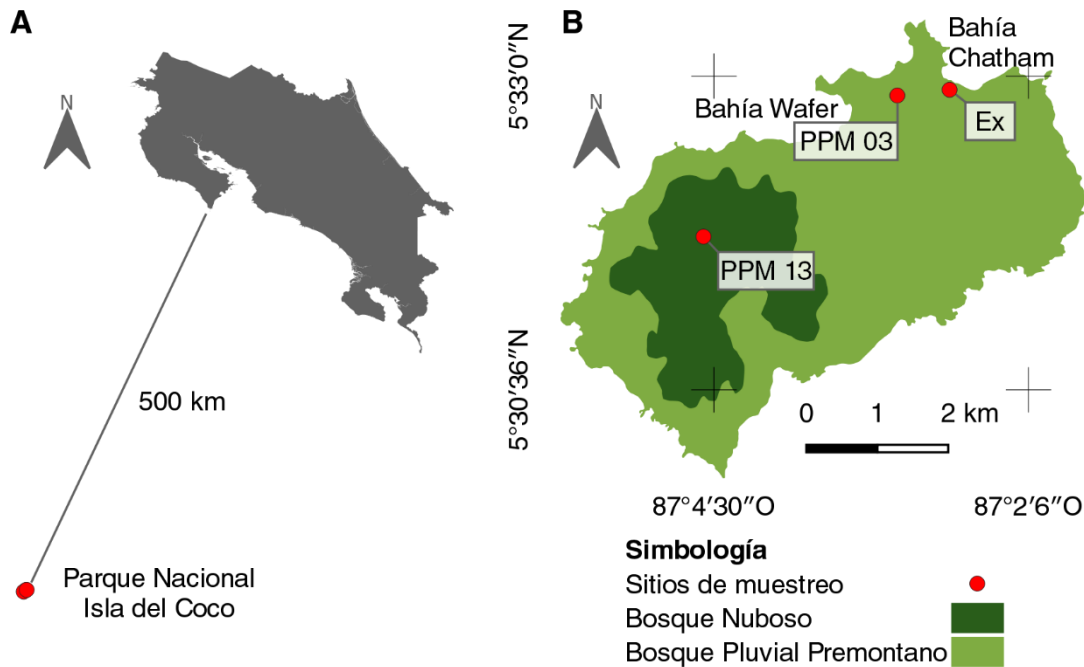 A
N
500 km
Parque Nacional
Isla del Coco
B
5°33′0″N
5°30′36″N
N
Bahía
Chatham
Bahía Wafer
PPM 03
Ex
PPM 13
0 1 2 km
87°4′30″O 87°2′6″O
Simbología
Sitios de muestreo
Bosque Nuboso
Bosque Pluvial Premontano